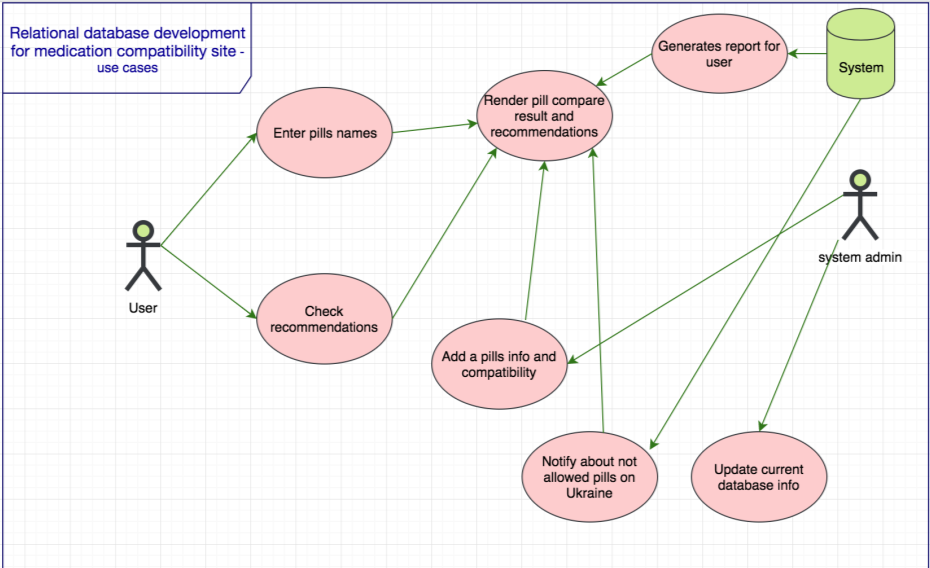 Relational database development
for medication compatibility site -
use cases
Generates report for
user
System
Render pill compare
result and
recommendations
Enter pills names
system admin
User
Check
recommendations
Add a pills info and
compatibility
Notify about not
allowed pills on
Ukraine
Update current
database info